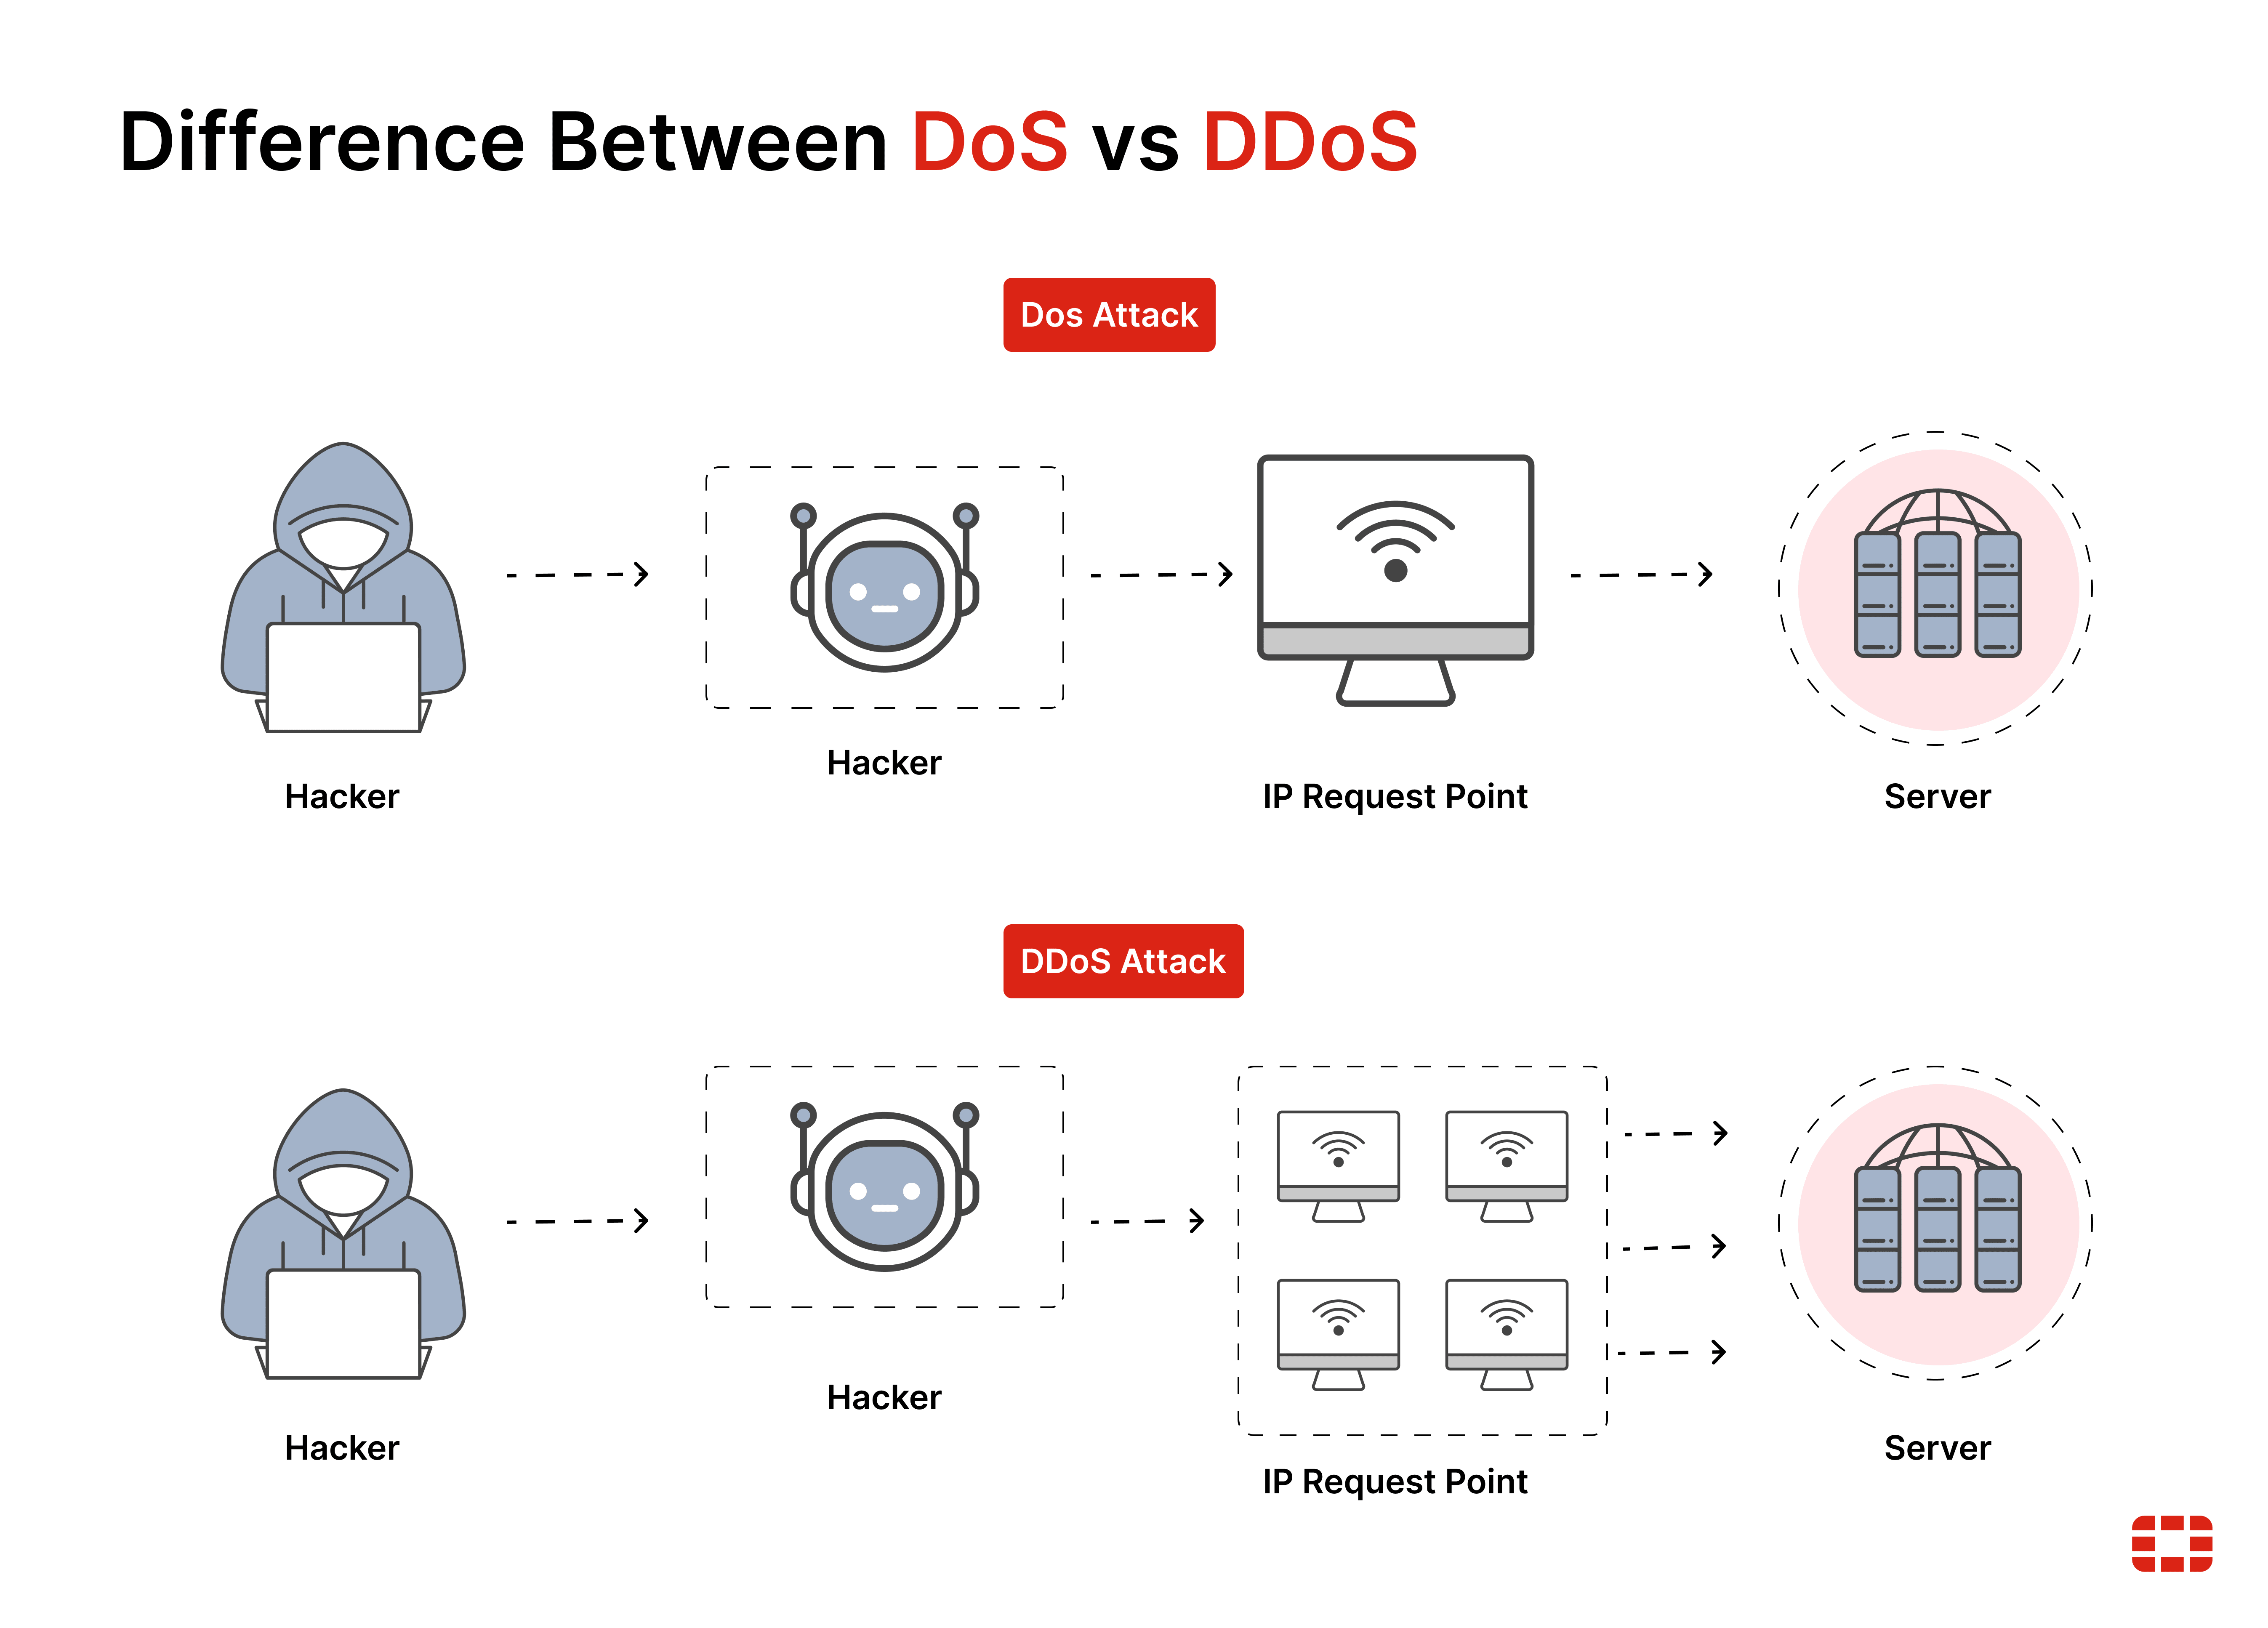 Difference Between DoS vs DDoS
Dos Attack
Hacker
Hacker
IP Request Point
Server
DDoS Attack
Hacker
Hacker
IP Request Point
Server